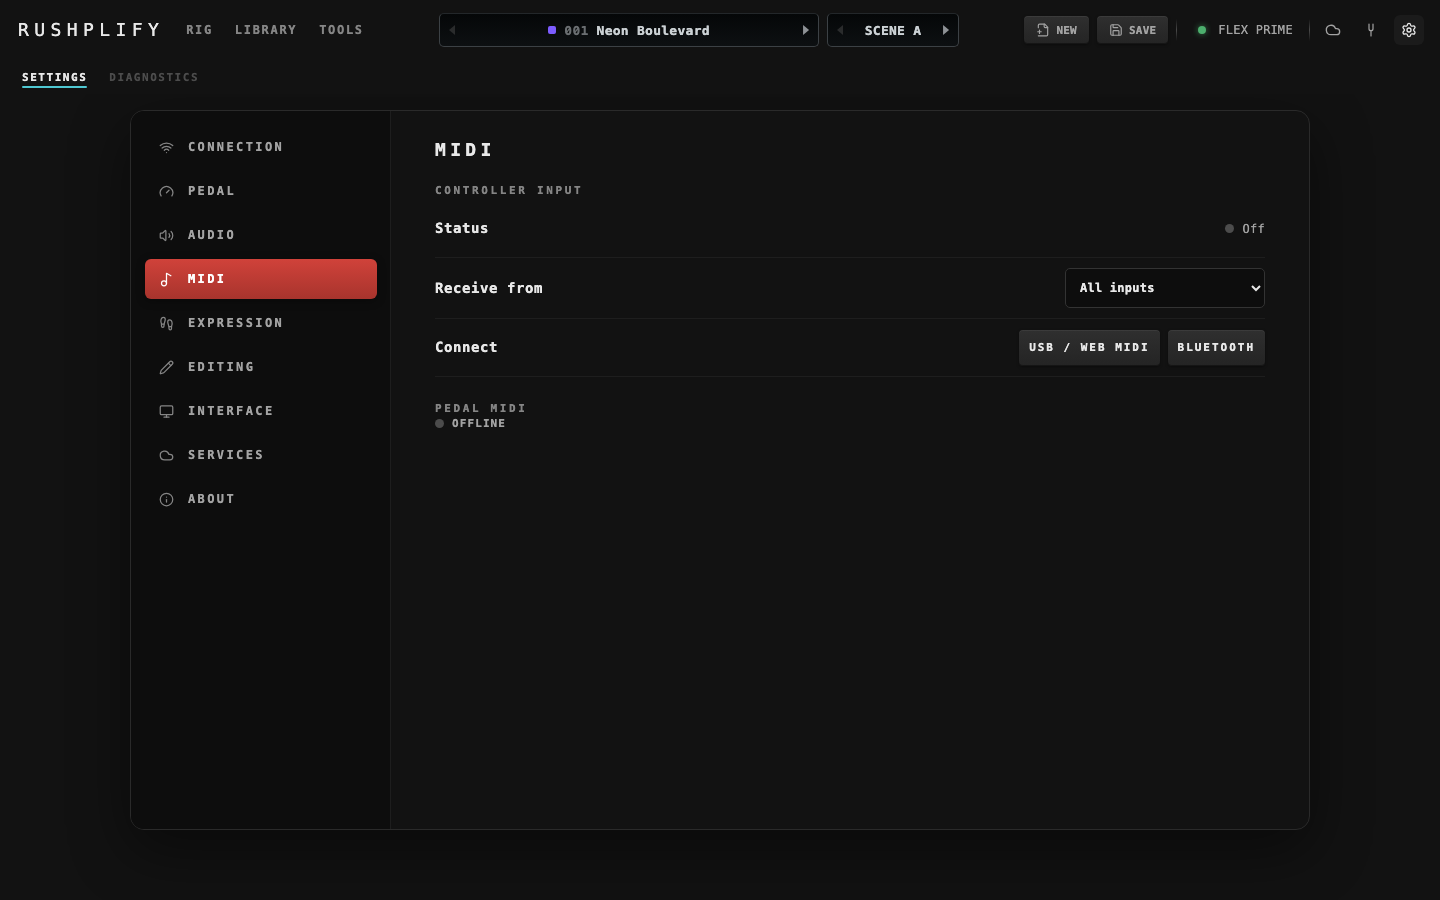 RUSHPLIFY RIG LIBRARY TOOLS 001 Neon Boulevard SCENE A NEW SAVE FLEX PRIME
SETTINGS DIAGNOSTICS
CONNECTION
PEDAL
AUDIO
MIDI
EXPRESSION
EDITING
INTERFACE
SERVICES
ABOUT
MIDI
CONTROLLER INPUT
Status Off
Receive from All inputs
Connect USB / WEB MIDI BLUETOOTH
PEDAL MIDI
OFFLINE